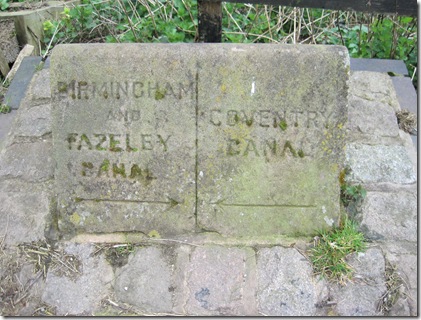 BIRMINGHAM
AND
FAZELEY
CANAL
COVENTRY
CANAL